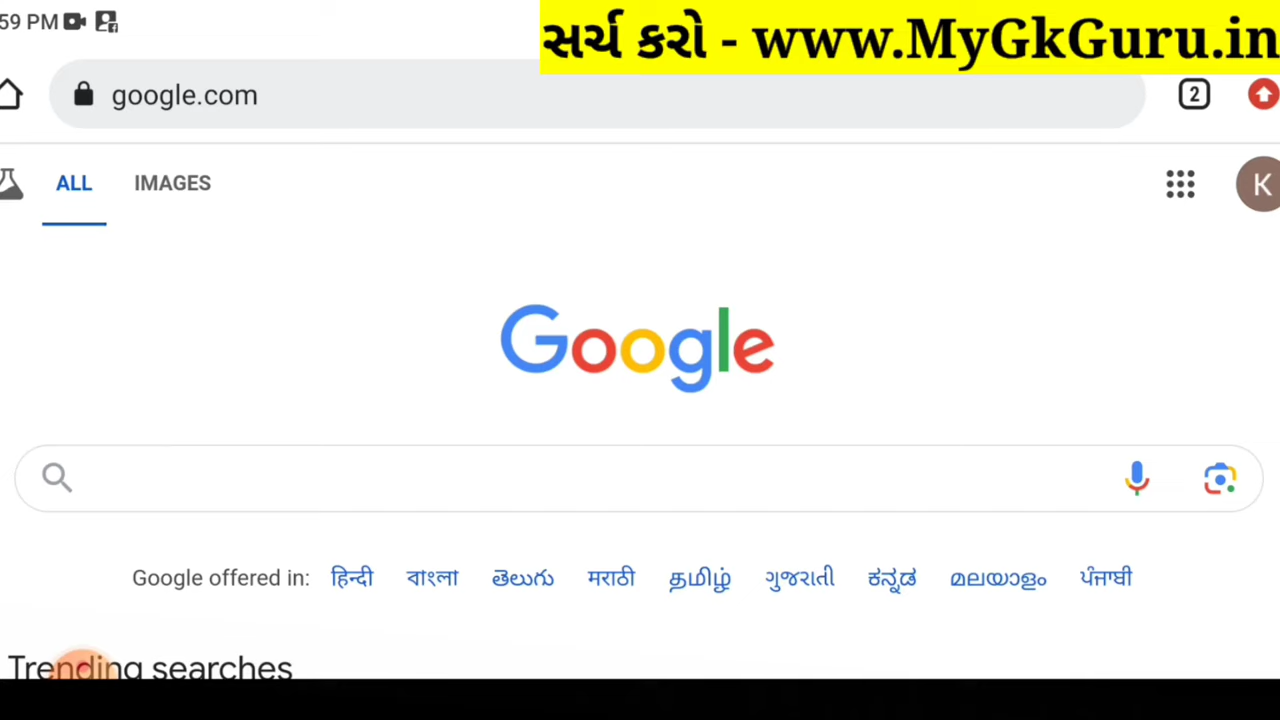 59 PM
સર્ચ કરો - www.MyGkGuru.in
google.com
2
ALL IMAGES
K
Google
Google offered in: हिन्दी বাংলা తెలుగు मराठी தமிழ் ગુજરાતી ಕನ್ನಡ മലയാളം ਪੰਜਾਬੀ
Trending searches